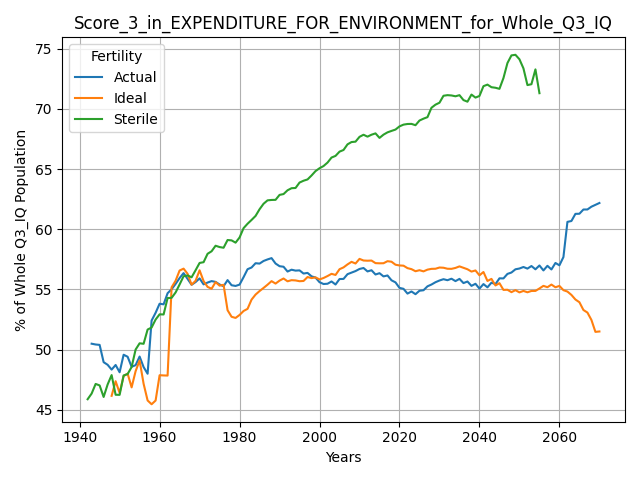 Score_3_in_EXPENDITURE_FOR_ENVIRONMENT_for_Whole_Q3_IQ
Fertility
Actual
Ideal
Sterile
% of Whole Q3_IQ Population
75
70
65
60
55
50
45
1940
1960
1980
2000
2020
2040
2060
Years